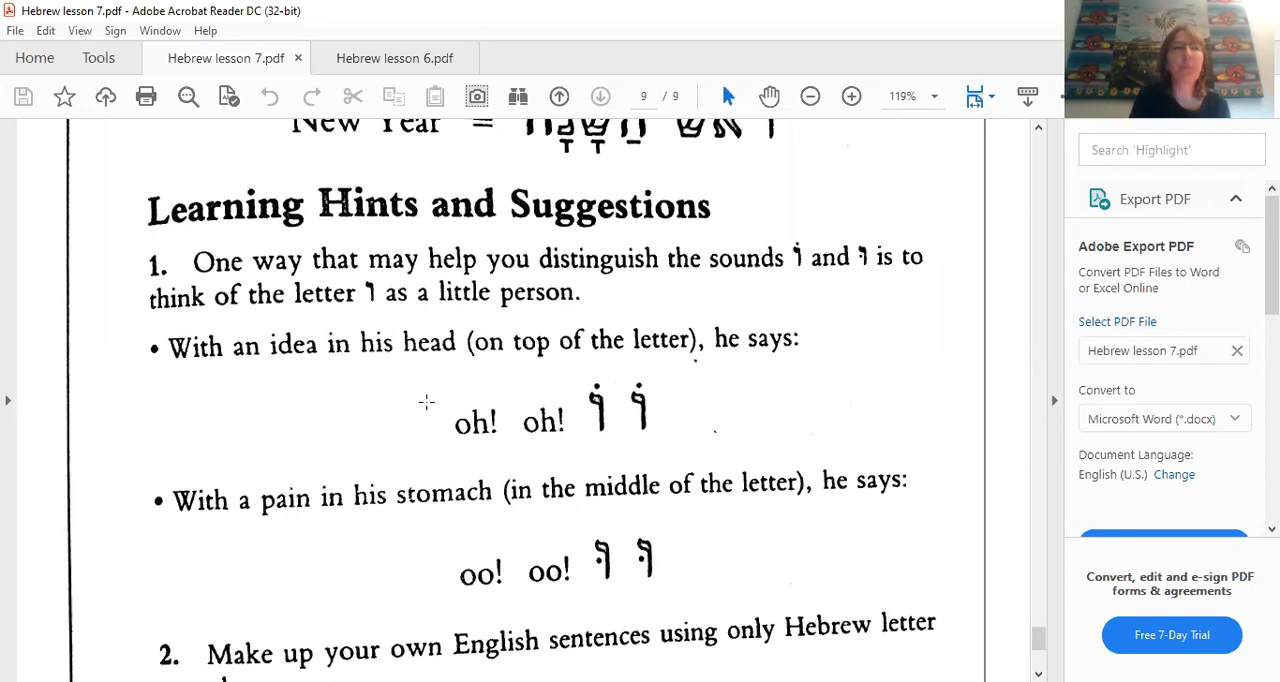 Hebrew lesson 7.pdf - Adobe Acrobat Reader DC (32-bit)
File Edit View Sign Window Help
Home Tools Hebrew lesson 7.pdf × Hebrew lesson 6.pdf
9 / 9 119%
New Year = רֹאשׁ הַשָּׁנָה
Learning Hints and Suggestions
1. One way that may help you distinguish the sounds וֹ and וּ is to
think of the letter ו as a little person.
• With an idea in his head (on top of the letter), he says:
oh! oh! וֹ וֹ
• With a pain in his stomach (in the middle of the letter), he says:
oo! oo! וּ וּ
2. Make up your own English sentences using only Hebrew letter
Search 'Highlight'
Export PDF
Adobe Export PDF
Convert PDF Files to Word
or Excel Online
Select PDF File
Hebrew lesson 7.pdf
Convert to
Microsoft Word (*.docx)
Document Language:
English (U.S.) Change
Convert, edit and e-sign PDF
forms & agreements
Free 7-Day Trial